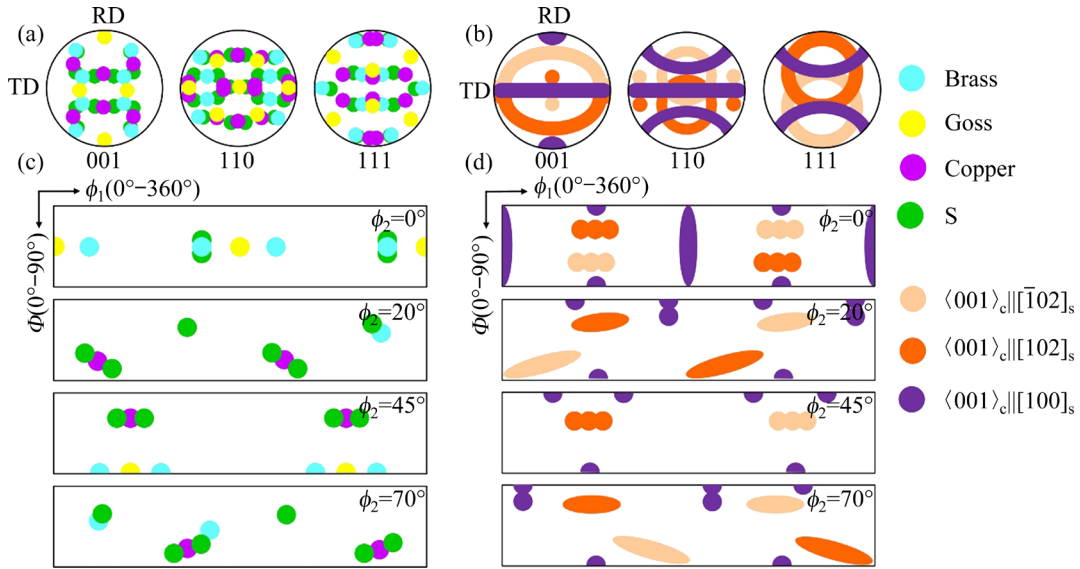 RD
(a)
TD
001
110
111
(b)
RD
TD
001
110
111
Brass
Goss
Copper
S
⟨001⟩c∥[1̅02]s
⟨001⟩c∥[102]s
⟨001⟩c∥[100]s
(c)
ϕ1(0°−360°)
Φ(0°−90°)
ϕ2=0°
ϕ2=20°
ϕ2=45°
ϕ2=70°
(d)
ϕ1(0°−360°)
Φ(0°−90°)
ϕ2=0°
ϕ2=20°
ϕ2=45°
ϕ2=70°